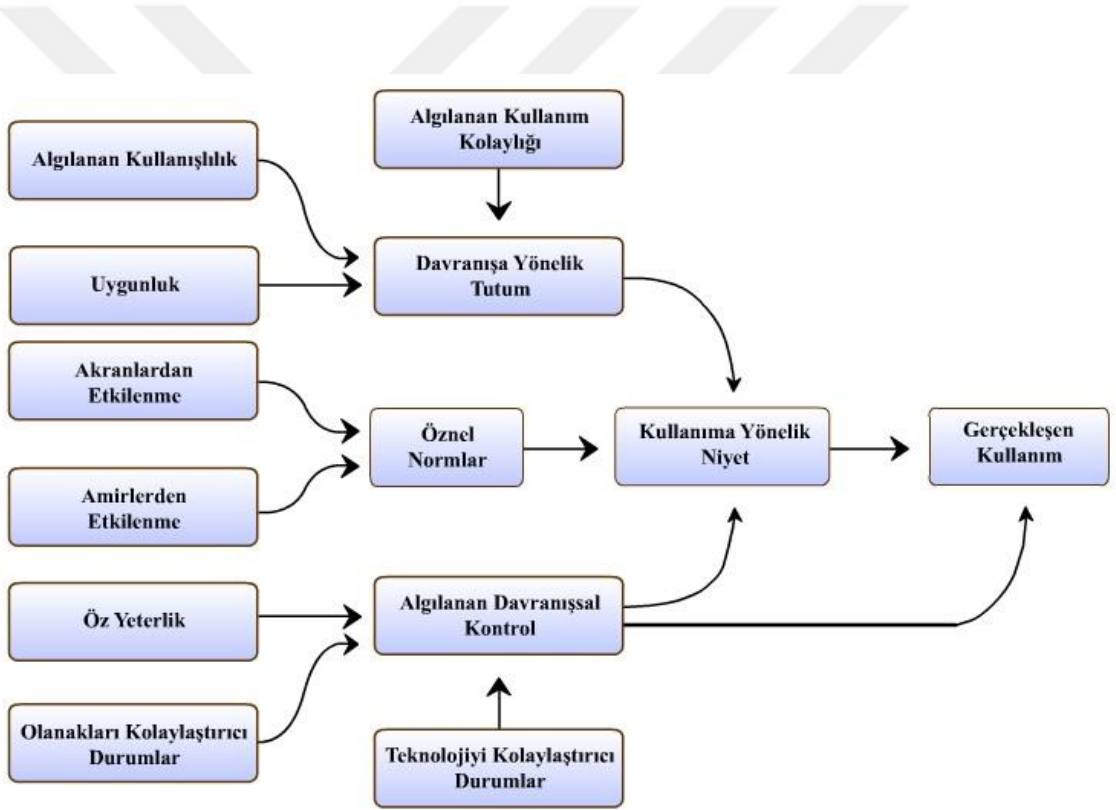 Algılanan Kullanım
Kolaylığı
Algılanan Kullanışlılık
Uygunluk
Davranışa Yönelik
Tutum
Akranlardan
Etkilenme
Öznel
Normlar
Kullanıma Yönelik
Niyet
Gerçekleşen
Kullanım
Amirlerden
Etkilenme
Öz Yeterlik
Algılanan Davranışsal
Kontrol
Olanakları Kolaylaştırıcı
Durumlar
Teknolojiyi Kolaylaştırıcı
Durumlar